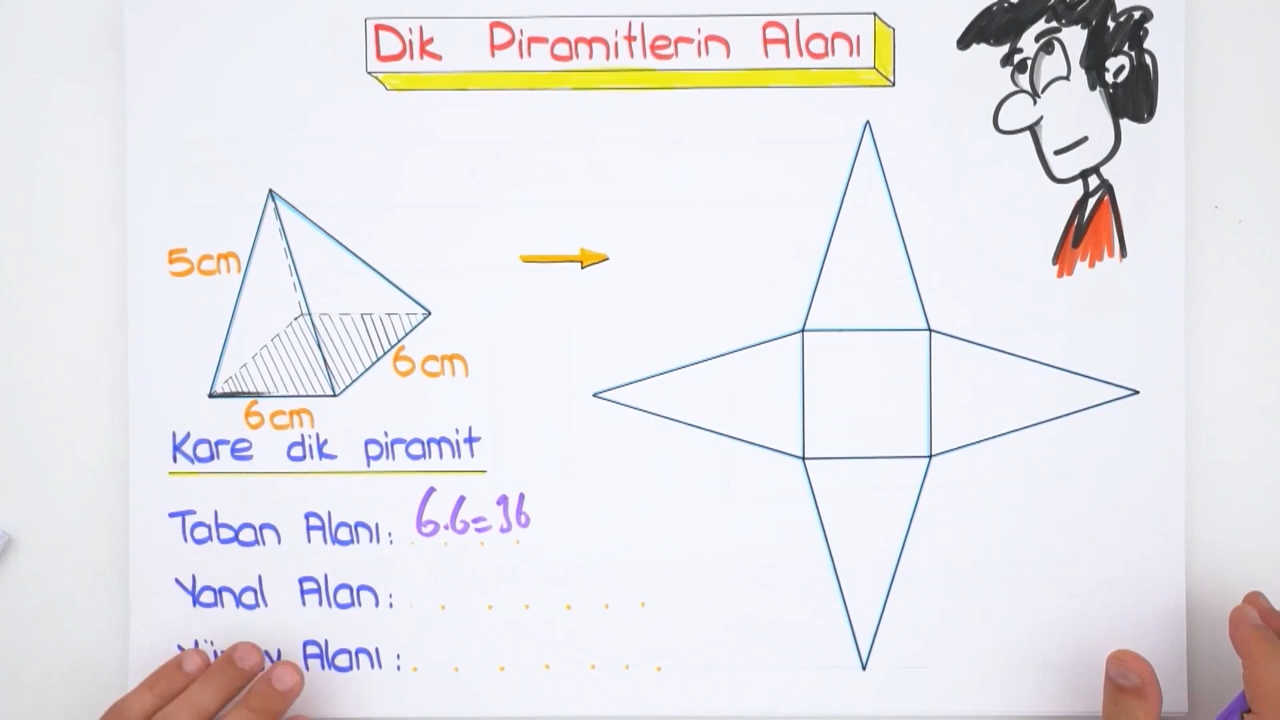 Dik Piramitlerin Alanı
5cm
6cm
6cm
Kare dik piramit
Taban Alanı: 6.6=36
Yanal Alan:
Alanı: